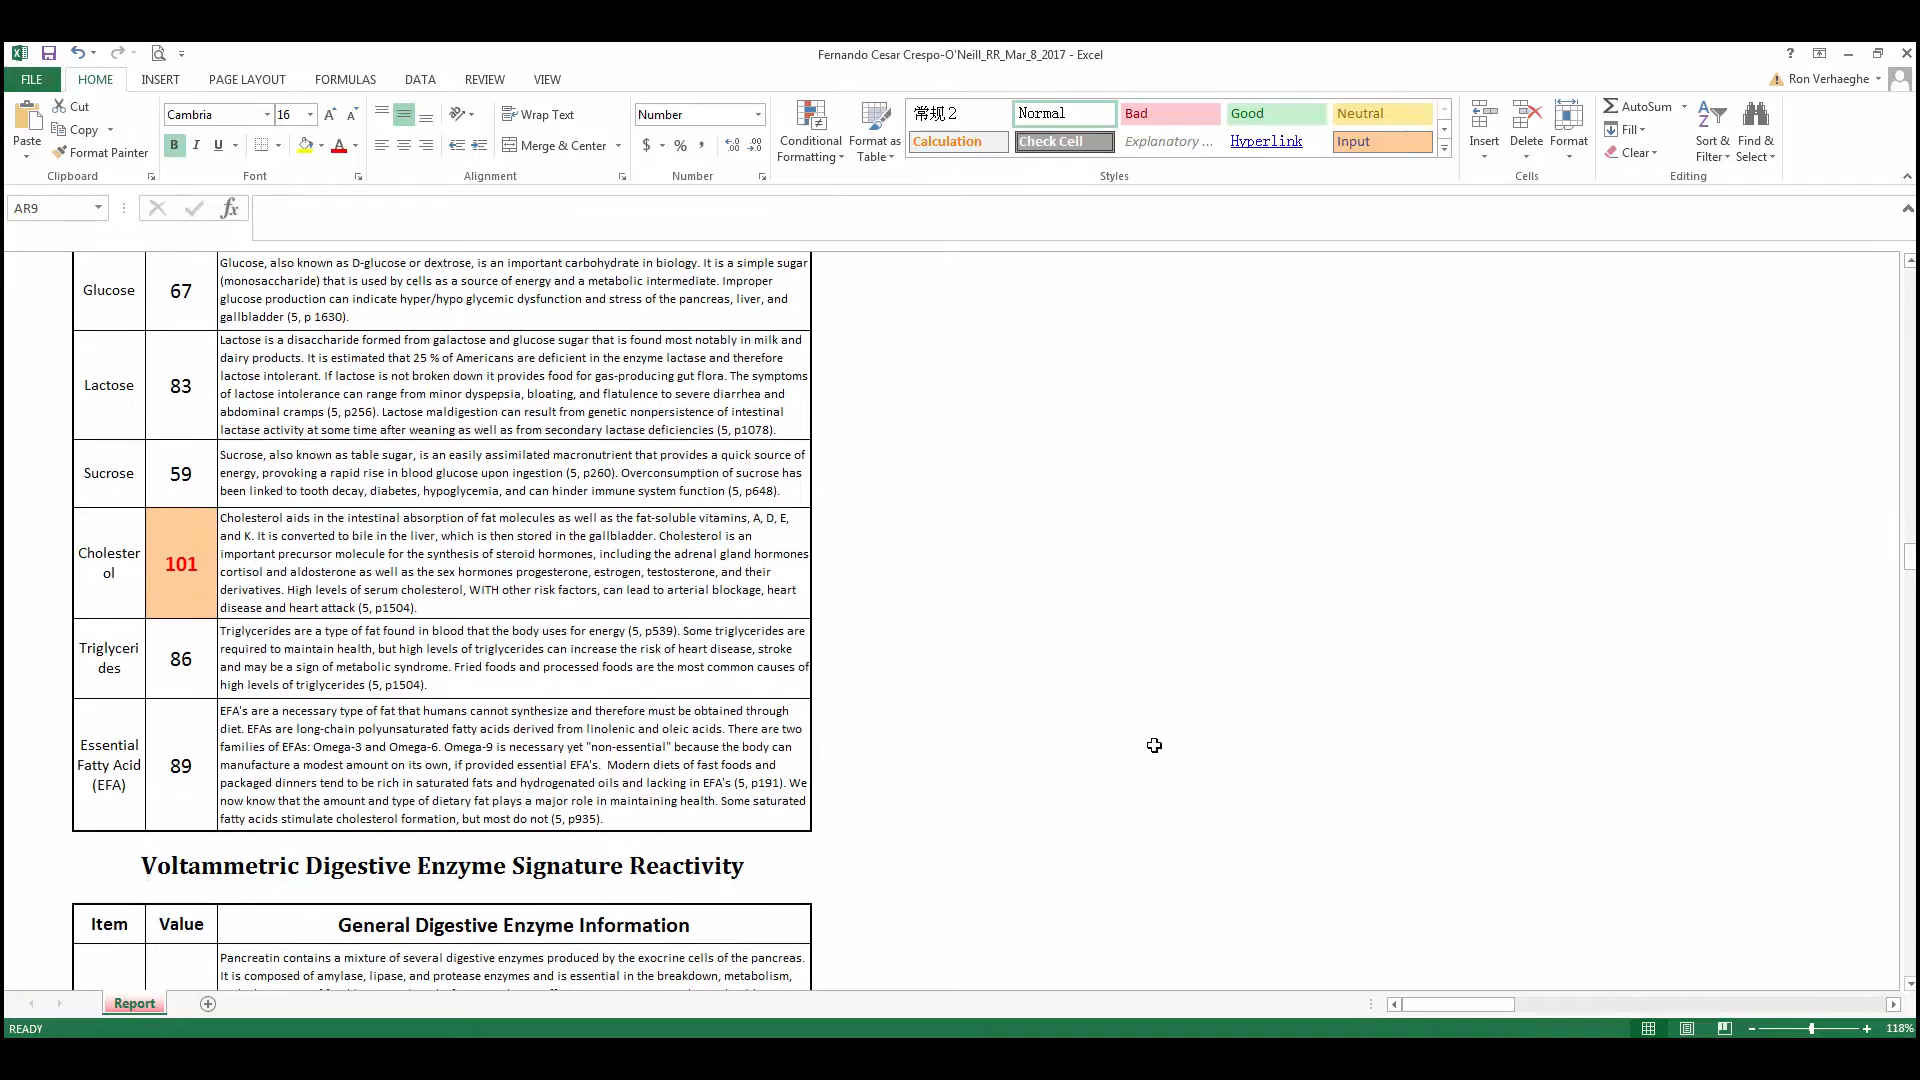 Fernando Cesar Crespo-O'Neill_RR_Mar_8_2017 - Excel
FILE HOME INSERT PAGE LAYOUT FORMULAS DATA REVIEW VIEW
Ron Verhaeghe
Paste
Cut
Copy
Format Painter
Clipboard
Cambria 16
B I U
Font
Wrap Text
Merge & Center
Alignment
Number
$ % ,
Number
Conditional Formatting
Format as Table
常规 2 Normal Bad Good Neutral
Calculation Check Cell Explanatory ... Hyperlink Input
Styles
Insert Delete Format
Cells
AutoSum
Fill
Clear
Sort & Filter
Find & Select
Editing
AR9
fx
Glucose
67
Glucose, also known as D-glucose or dextrose, is an important carbohydrate in biology. It is a simple sugar
(monosaccharide) that is used by cells as a source of energy and a metabolic intermediate. Improper
glucose production can indicate hyper/hypo glycemic dysfunction and stress of the pancreas, liver, and
gallbladder (5, p 1630).
Lactose
83
Lactose is a disaccharide formed from galactose and glucose sugar that is found most notably in milk and
dairy products. It is estimated that 25 % of Americans are deficient in the enzyme lactase and therefore
lactose intolerant. If lactose is not broken down it provides food for gas-producing gut flora. The symptoms
of lactose intolerance can range from minor dyspepsia, bloating, and flatulence to severe diarrhea and
abdominal cramps (5, p256). Lactose maldigestion can result from genetic nonpersistence of intestinal
lactase activity at some time after weaning as well as from secondary lactase deficiencies (5, p1078).
Sucrose
59
Sucrose, also known as table sugar, is an easily assimilated macronutrient that provides a quick source of
energy, provoking a rapid rise in blood glucose upon ingestion (5, p260). Overconsumption of sucrose has
been linked to tooth decay, diabetes, hypoglycemia, and can hinder immune system function (5, p648).
Cholester
ol
101
Cholesterol aids in the intestinal absorption of fat molecules as well as the fat-soluble vitamins, A, D, E,
and K. It is converted to bile in the liver, which is then stored in the gallbladder. Cholesterol is an
important precursor molecule for the synthesis of steroid hormones, including the adrenal gland hormones
cortisol and aldosterone as well as the sex hormones progesterone, estrogen, testosterone, and their
derivatives. High levels of serum cholesterol, WITH other risk factors, can lead to arterial blockage, heart
disease and heart attack (5, p1504).
Triglyceri
des
86
Triglycerides are a type of fat found in blood that the body uses for energy (5, p539). Some triglycerides are
required to maintain health, but high levels of triglycerides can increase the risk of heart disease, stroke
and may be a sign of metabolic syndrome. Fried foods and processed foods are the most common causes of
high levels of triglycerides (5, p1504).
Essential
Fatty Acid
(EFA)
89
EFA's are a necessary type of fat that humans cannot synthesize and therefore must be obtained through
diet. EFAs are long-chain polyunsaturated fatty acids derived from linolenic and oleic acids. There are two
families of EFAs: Omega-3 and Omega-6. Omega-9 is necessary yet "non-essential" because the body can
manufacture a modest amount on its own, if provided essential EFA's. Modern diets of fast foods and
packaged dinners tend to be rich in saturated fats and hydrogenated oils and lacking in EFA's (5, p191). We
now know that the amount and type of dietary fat plays a major role in maintaining health. Some saturated
fatty acids stimulate cholesterol formation, but most do not (5, p935).
Voltammetric Digestive Enzyme Signature Reactivity
Item Value General Digestive Enzyme Information
Pancreatin contains a mixture of several digestive enzymes produced by the exocrine cells of the pancreas.
It is composed of amylase, lipase, and protease enzymes and is essential in the breakdown, metabolism,
Report
READY
118%